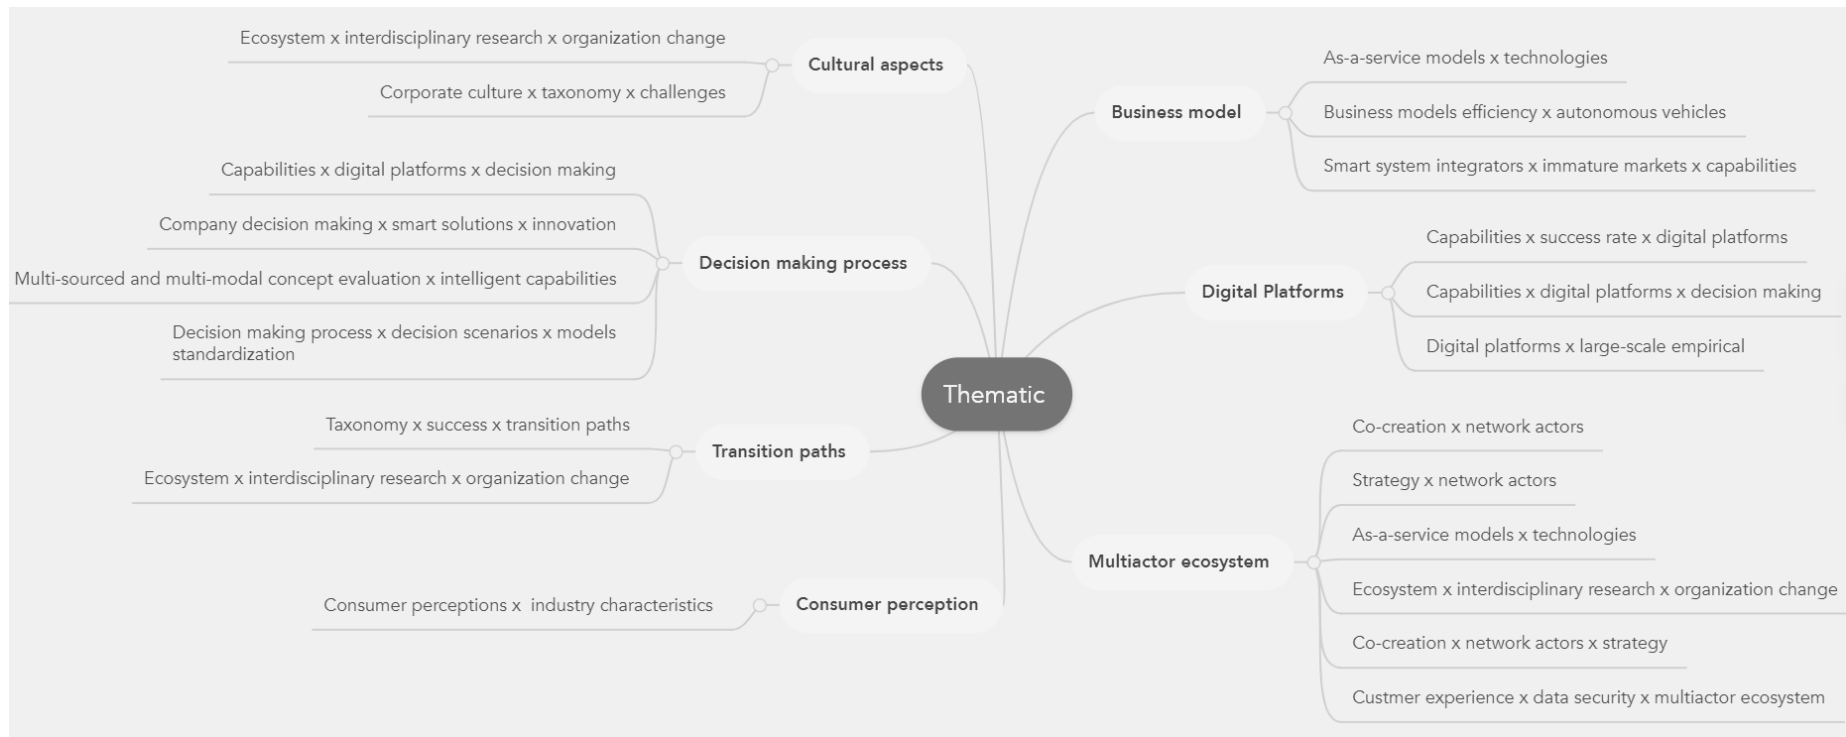 Ecosystem x interdisciplinary research x organization change
Corporate culture x taxonomy x challenges
Cultural aspects
Capabilities x digital platforms x decision making
Company decision making x smart solutions x innovation
Multi-sourced and multi-modal concept evaluation x intelligent capabilities
Decision making process x decision scenarios x models
standardization
Decision making process
Taxonomy x success x transition paths
Ecosystem x interdisciplinary research x organization change
Transition paths
Consumer perceptions x  industry characteristics
Consumer perception
Thematic
Business model
As-a-service models x technologies
Business models efficiency x autonomous vehicles
Smart system integrators x immature markets x capabilities
Digital Platforms
Capabilities x success rate x digital platforms
Capabilities x digital platforms x decision making
Digital platforms x large-scale empirical
Multiactor ecosystem
Co-creation x network actors
Strategy x network actors
As-a-service models x technologies
Ecosystem x interdisciplinary research x organization change
Co-creation x network actors x strategy
Custmer experience x data security x multiactor ecosystem